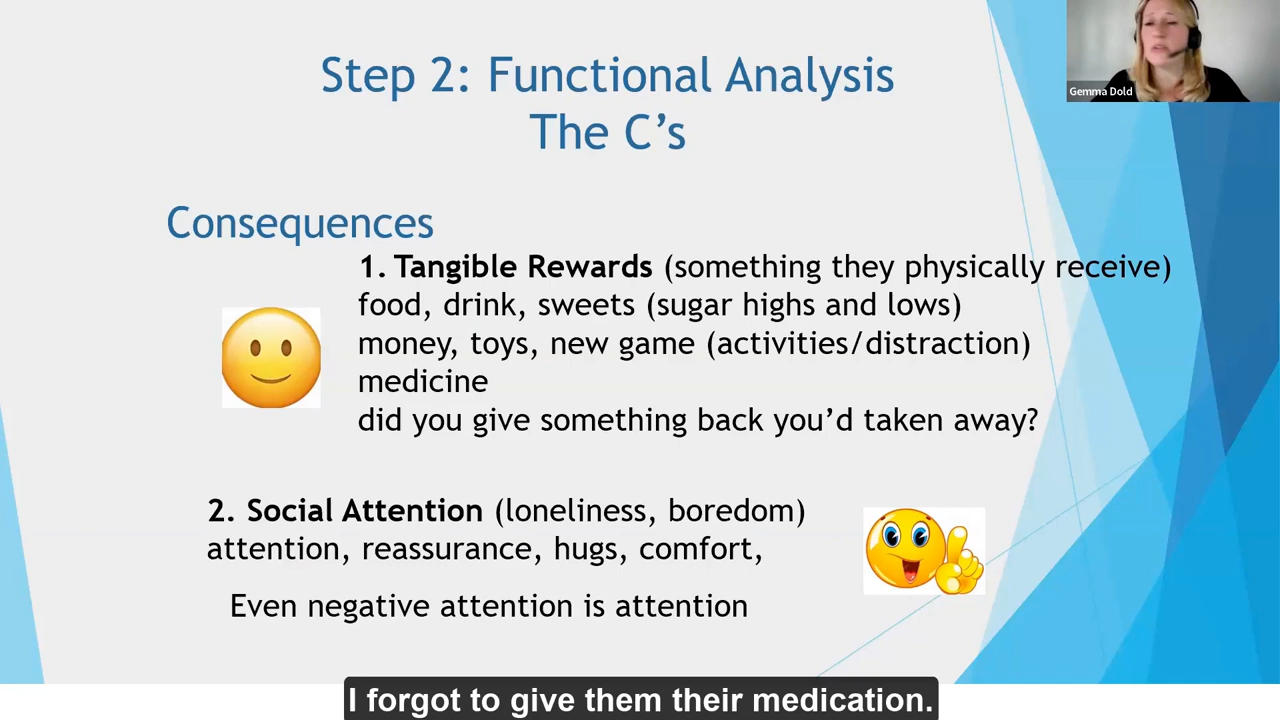 Step 2: Functional Analysis
The C’s
Gemma Dold
Consequences
1. Tangible Rewards (something they physically receive)
food, drink, sweets (sugar highs and lows)
money, toys, new game (activities/distraction)
medicine
did you give something back you’d taken away?
2. Social Attention (loneliness, boredom)
attention, reassurance, hugs, comfort,
Even negative attention is attention
I forgot to give them their medication.